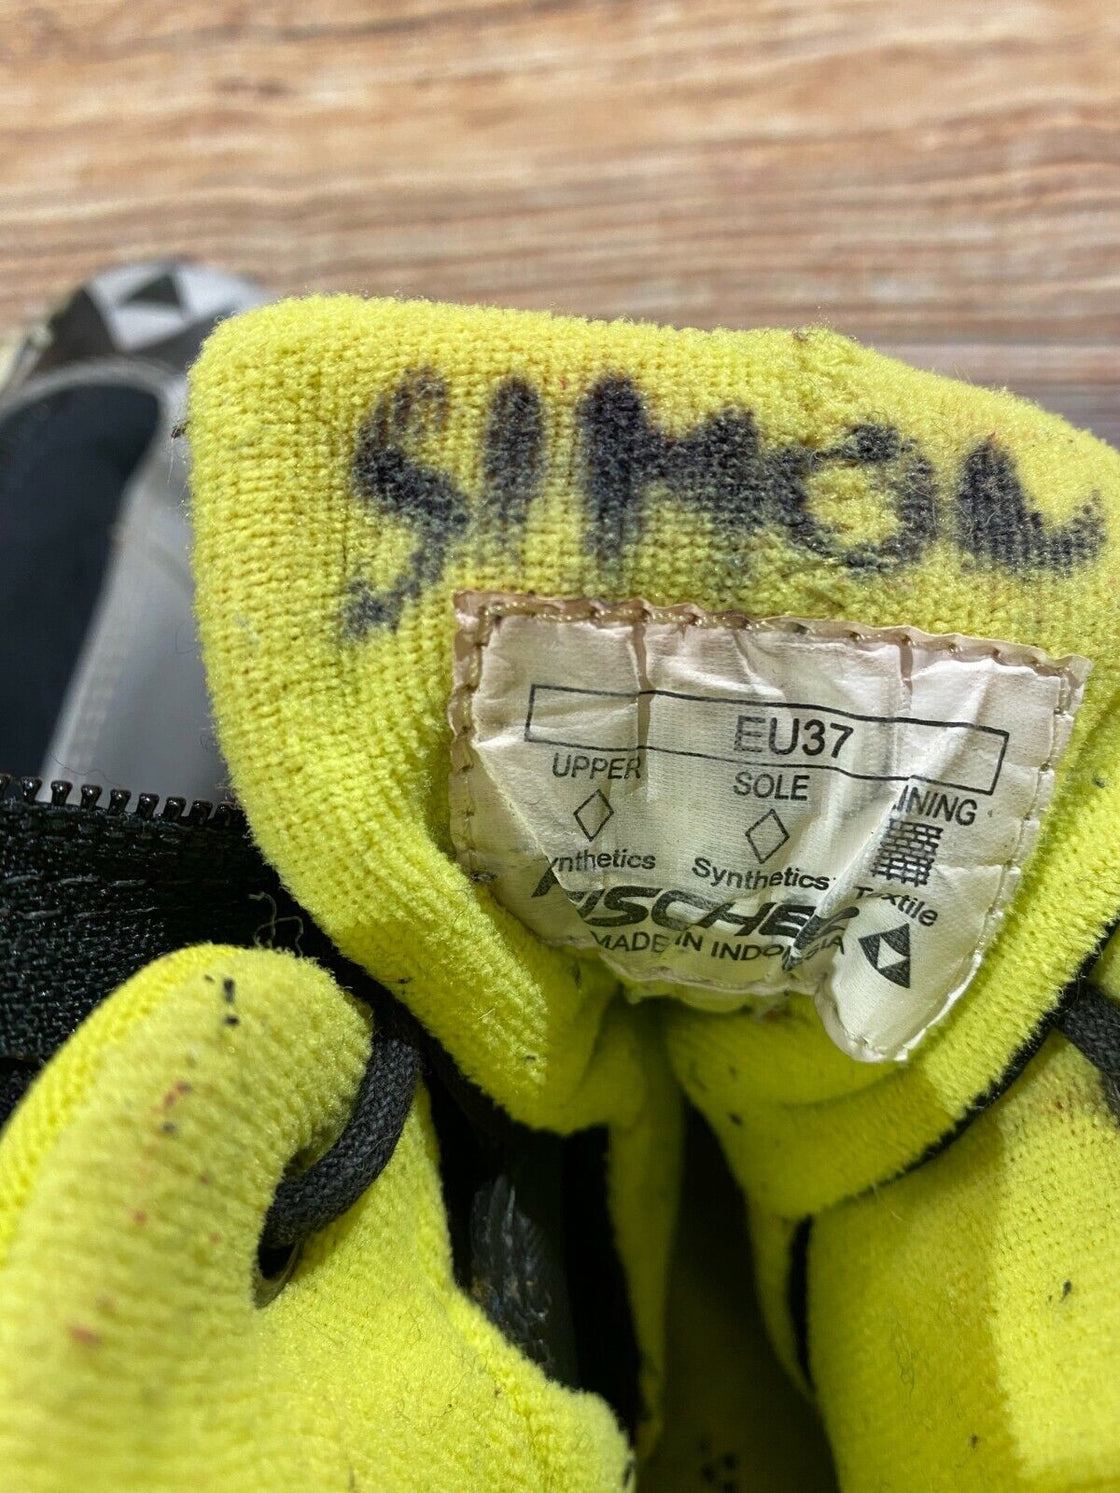 SIMON
EU37
UPPER SOLE LINING
Synthetics Synthetics Textile
FISCHER
MADE IN INDONESIA